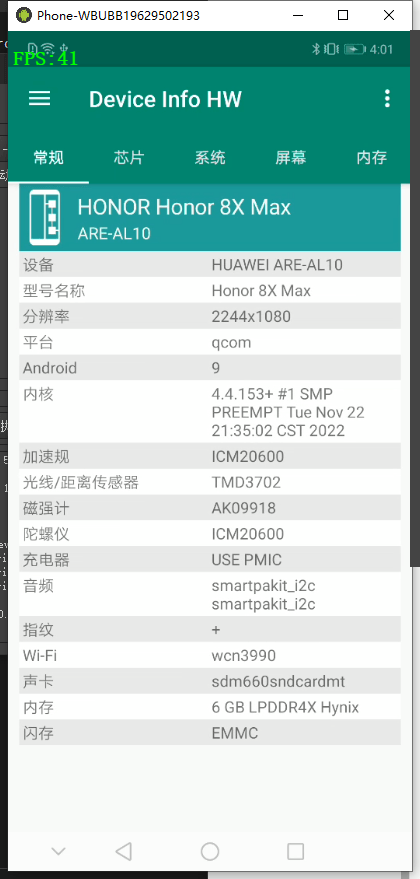 Phone-WBUBB19629502193
FPS:41
4:01
Device Info HW
常规 芯片 系统 屏幕 内存
HONOR Honor 8X Max
ARE-AL10
设备 HUAWEI ARE-AL10
型号名称 Honor 8X Max
分辨率 2244x1080
平台 qcom
Android 9
内核 4.4.153+ #1 SMP
PREEMPT Tue Nov 22
21:35:02 CST 2022
加速规 ICM20600
光线/距离传感器 TMD3702
磁强计 AK09918
陀螺仪 ICM20600
充电器 USE PMIC
音频 smartpakit_i2c
smartpakit_i2c
指纹 +
Wi-Fi wcn3990
声卡 sdm660sndcardmt
内存 6 GB LPDDR4X Hynix
闪存 EMMC